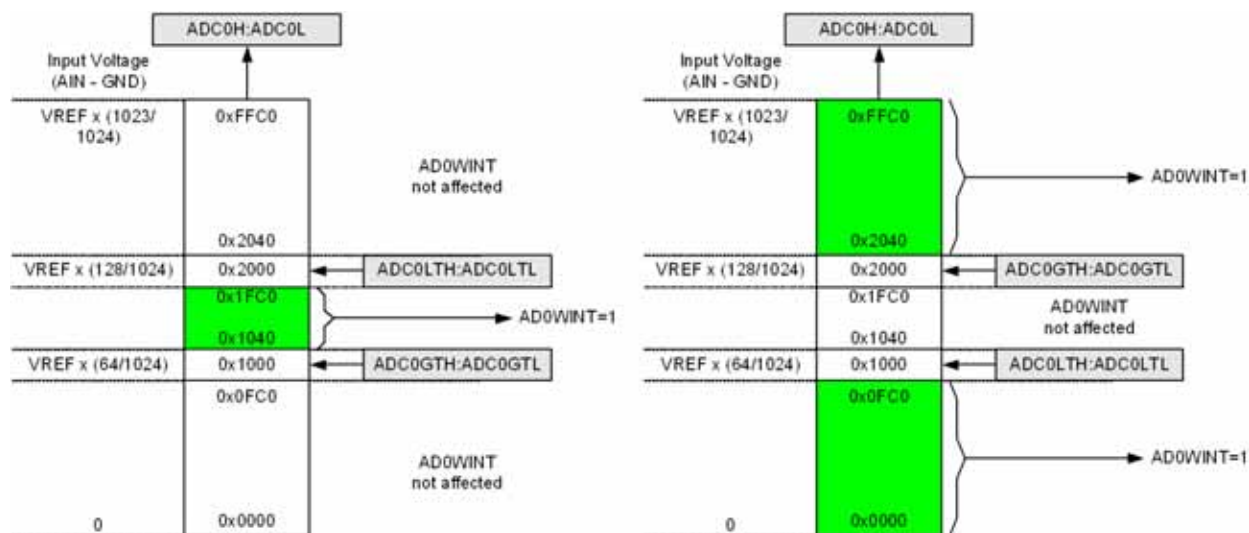 ADC0H:ADC0L
Input Voltage
(AIN - GND)
VREF x (1023/
1024)
0xFFC0
AD0WINT
not affected
0x2040
VREF x (128/1024)
0x2000
ADC0LTH:ADC0LTL
0x1FC0
AD0WINT=1
0x1040
VREF x (64/1024)
0x1000
ADC0GTH:ADC0GTL
0x0FC0
AD0WINT
not affected
0
0x0000
ADC0H:ADC0L
Input Voltage
(AIN - GND)
VREF x (1023/
1024)
0xFFC0
AD0WINT=1
0x2040
VREF x (128/1024)
0x2000
ADC0GTH:ADC0GTL
0x1FC0
AD0WINT
not affected
0x1040
VREF x (64/1024)
0x1000
ADC0LTH:ADC0LTL
0x0FC0
AD0WINT=1
0
0x0000